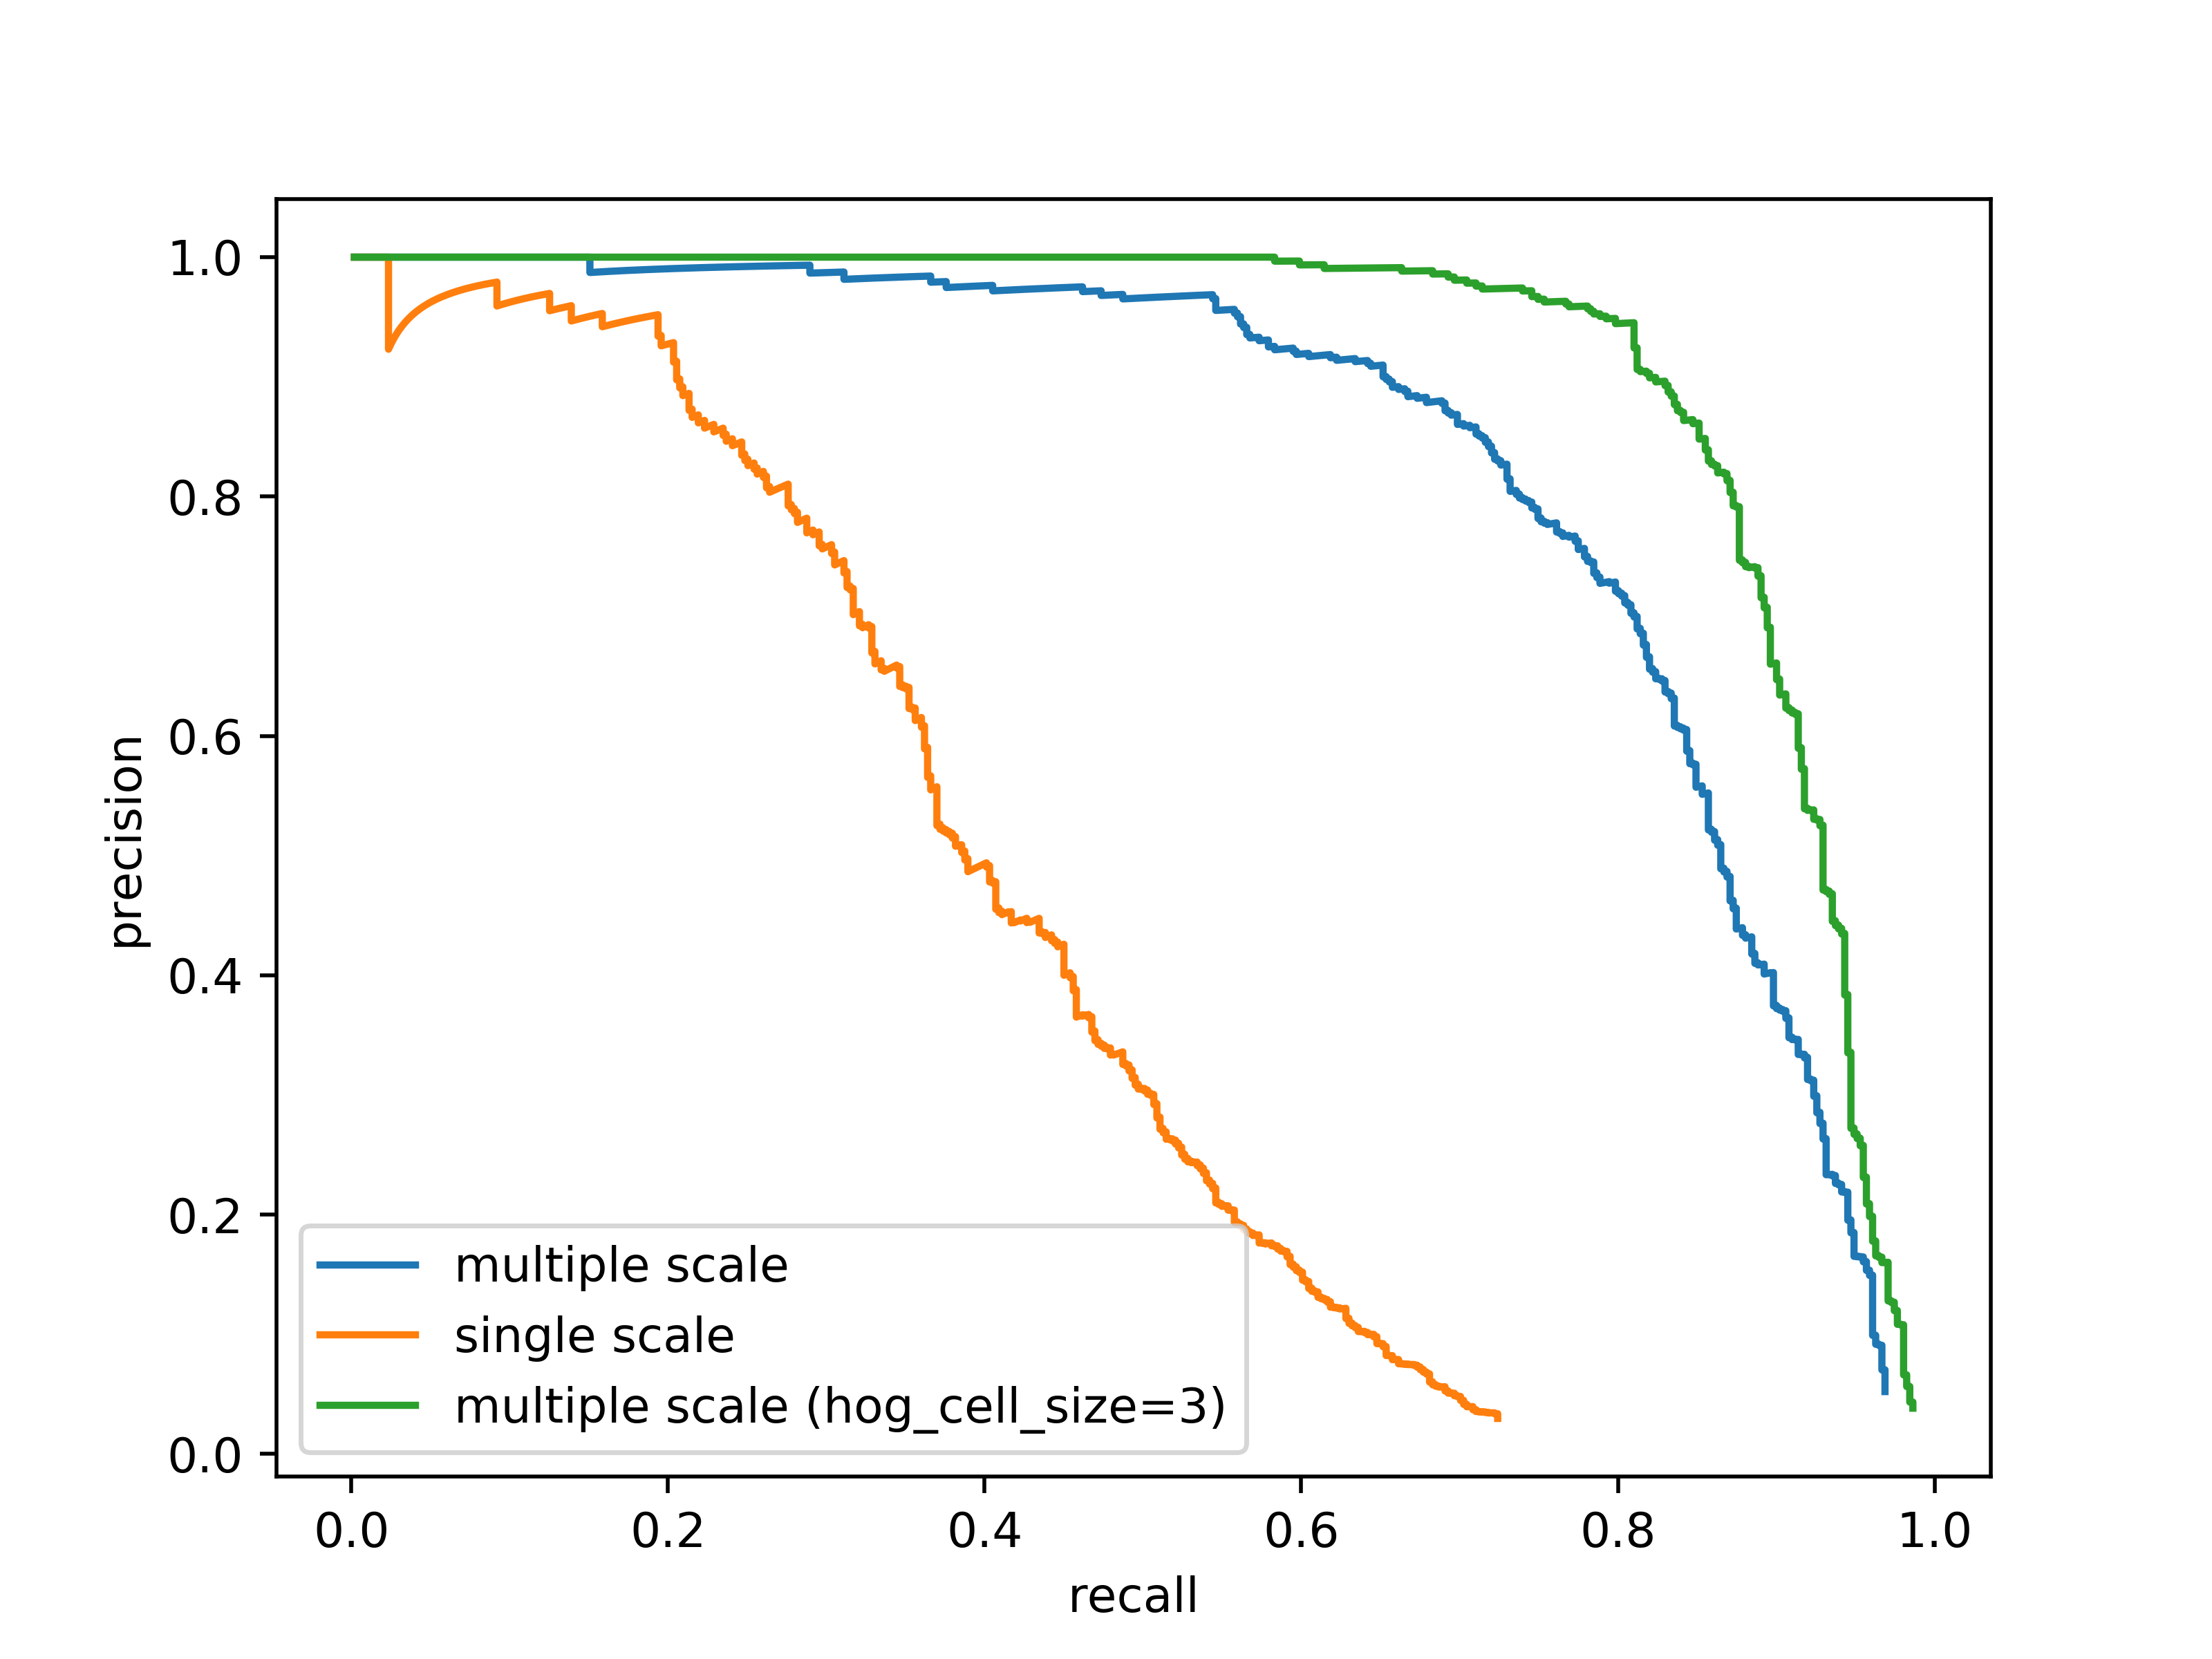 1.0
0.8
0.6
0.4
0.2
0.0
precision
multiple scale
single scale
multiple scale (hog_cell_size=3)
0.0 0.2 0.4 0.6 0.8 1.0
recall